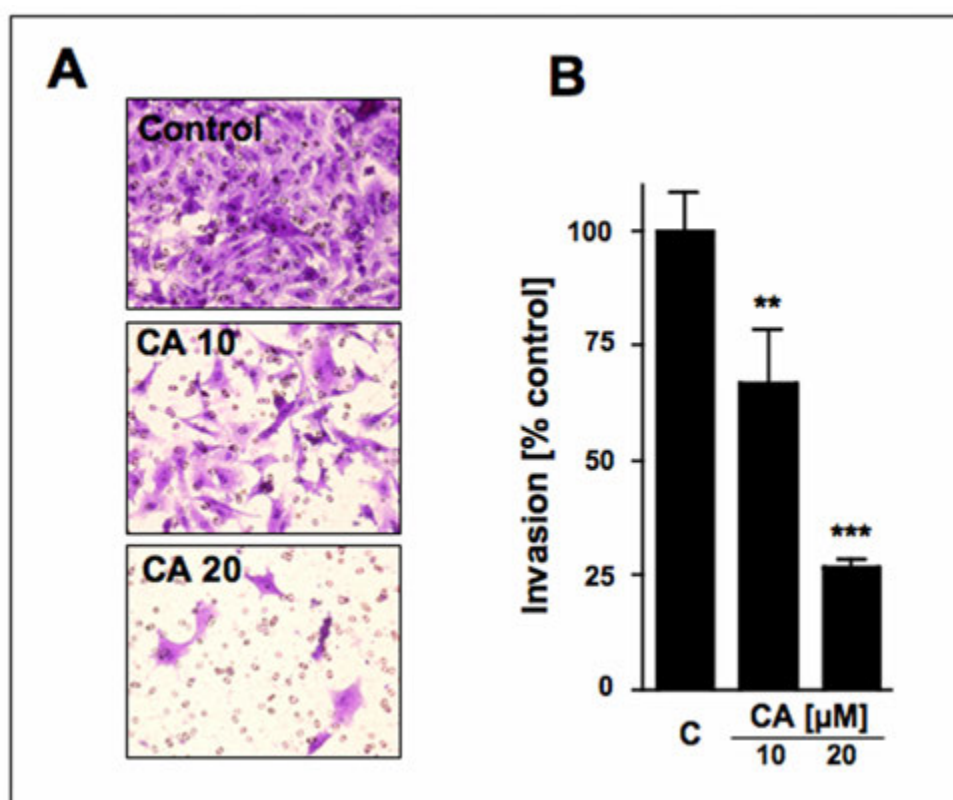 A
Control
CA 10
CA 20
B
Invasion [% control]
100
75
50
25
0
**
***
C
CA [µM]
10 20